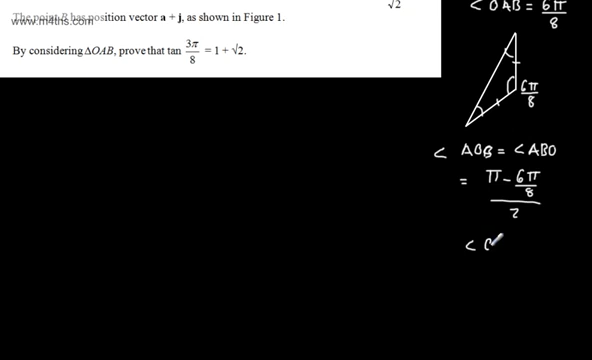 √2
The point B has position vector a + j, as shown in Figure 1.
www.m4ths.com
By considering ΔOAB, prove that tan 3π/8 = 1 + √2.
< OAB = 6π/8
6π/8
< AOB = < ABO
= π - 6π/8
2
<